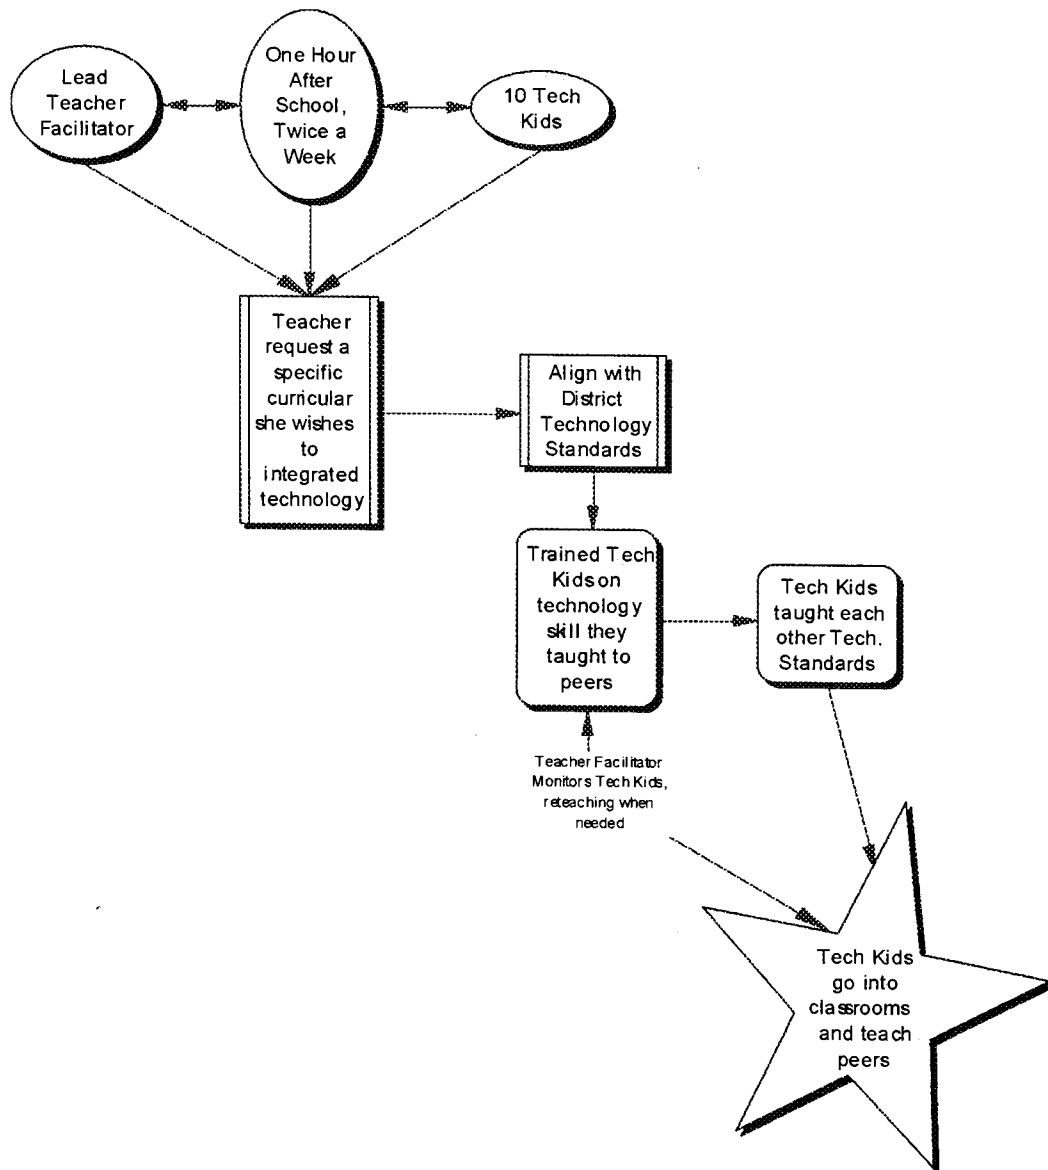 Lead
Teacher
Facilitator
One Hour
After
School,
Twice a
Week
10 Tech
Kids
Teacher
request a
specific
curricular
she wishes
to
integrated
technology
Align with
District
Technology
Standards
Trained Tech
Kids on
technology
skill they
taught to
peers
Tech Kids
taught each
other Tech.
Standards
Teacher Facilitator
Monitors Tech Kids,
reteaching when
needed
Tech Kids
go into
classrooms
and teach
peers